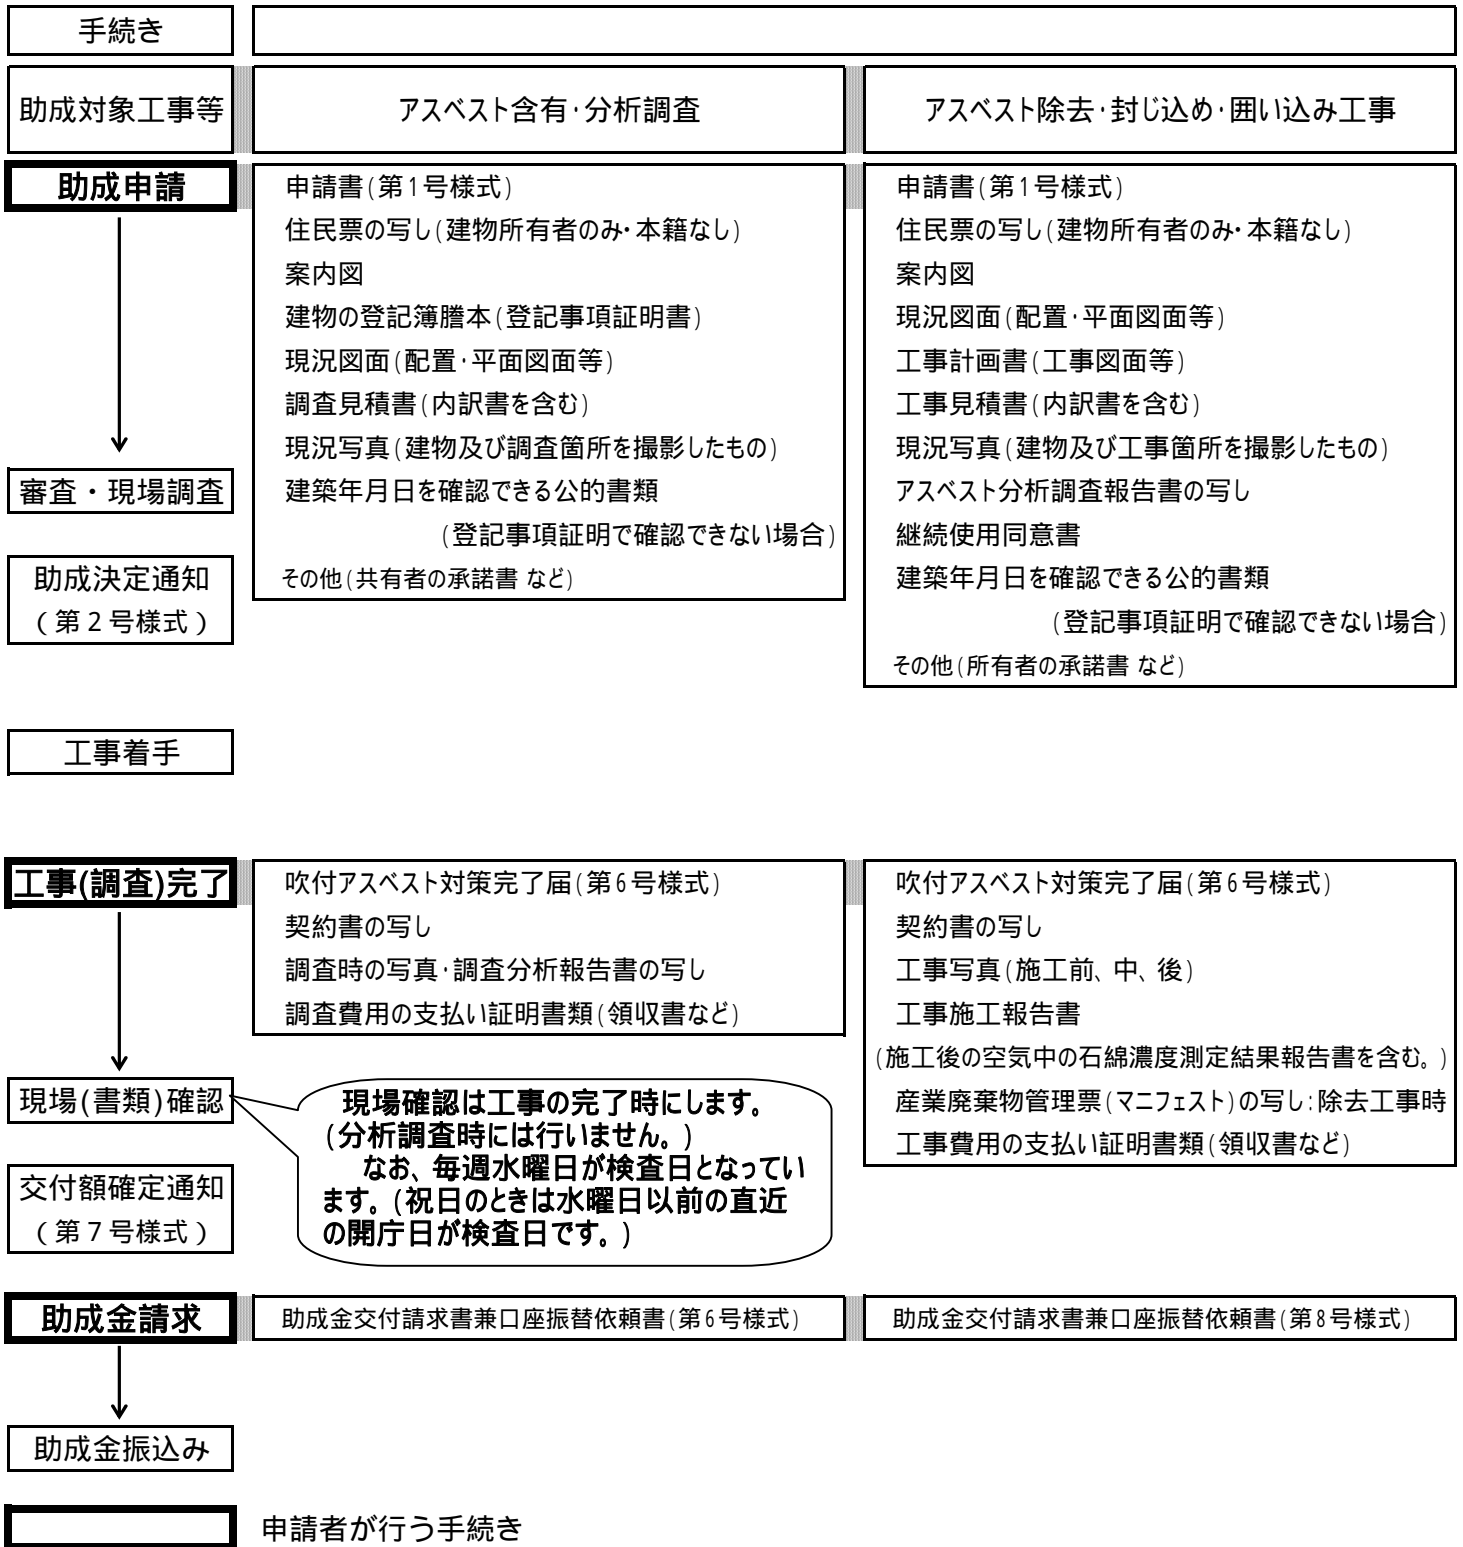 手続き
助成対象工事等
アスベスト含有・分析調査
アスベスト除去・封じ込め・囲い込み工事
助成申請
申請書(第1号様式)
住民票の写し(建物所有者のみ・本籍なし)
案内図
建物の登記簿謄本(登記事項証明書)
現況図面(配置・平面図面等)
調査見積書(内訳書を含む)
現況写真(建物及び調査箇所を撮影したもの)
建築年月日を確認できる公的書類
(登記事項証明で確認できない場合)
その他(共有者の承諾書 など)
申請書(第1号様式)
住民票の写し(建物所有者のみ・本籍なし)
案内図
現況図面(配置・平面図面等)
工事計画書(工事図面等)
工事見積書(内訳書を含む)
現況写真(建物及び工事箇所を撮影したもの)
アスベスト分析調査報告書の写し
継続使用同意書
建築年月日を確認できる公的書類
(登記事項証明で確認できない場合)
その他(所有者の承諾書 など)
審査・現場調査
助成決定通知
(第2号様式)
工事着手
工事(調査)完了
吹付アスベスト対策完了届(第6号様式)
契約書の写し
調査時の写真・調査分析報告書の写し
調査費用の支払い証明書類(領収書など)
吹付アスベスト対策完了届(第6号様式)
契約書の写し
工事写真(施工前、中、後)
工事施工報告書
(施工後の空気中の石綿濃度測定結果報告書を含む。)
産業廃棄物管理票(マニフェスト)の写し:除去工事時
工事費用の支払い証明書類(領収書など)
現場(書類)確認
現場確認は工事の完了時にします。
(分析調査時には行いません。)
なお、毎週水曜日が検査日となってい
ます。(祝日のときは水曜日以前の直近
の開庁日が検査日です。)
交付額確定通知
(第7号様式)
助成金請求
助成金交付請求書兼口座振替依頼書(第6号様式)
助成金交付請求書兼口座振替依頼書(第8号様式)
助成金振込み
申請者が行う手続き